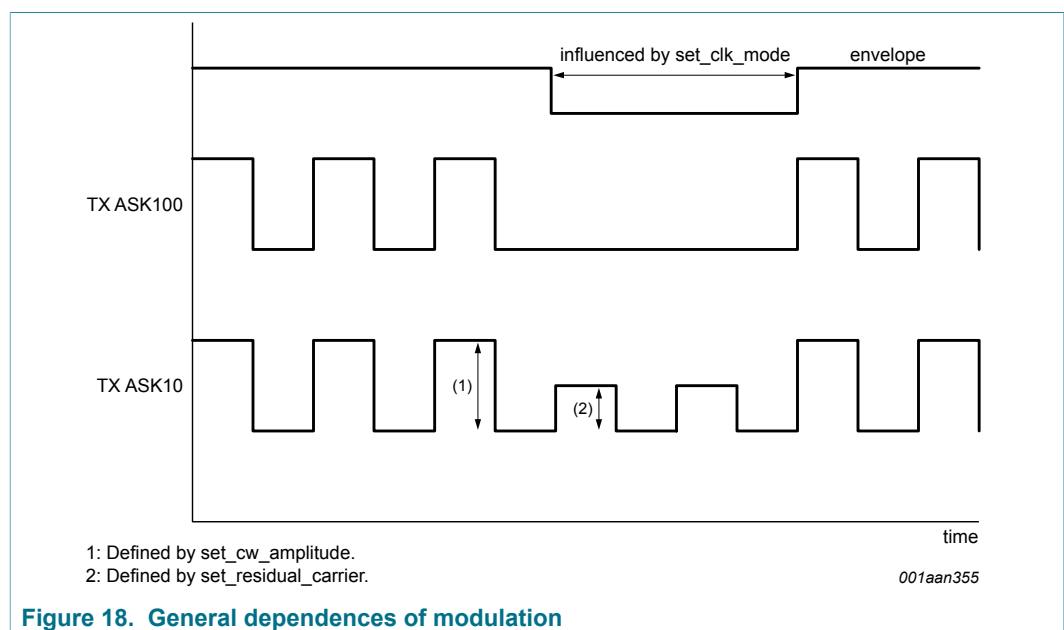 influenced by set_clk_mode
envelope
TX ASK100
TX ASK10
(1)
(2)
time
1: Defined by set_cw_amplitude.
2: Defined by set_residual_carrier.
001aan355
Figure 18. General dependences of modulation